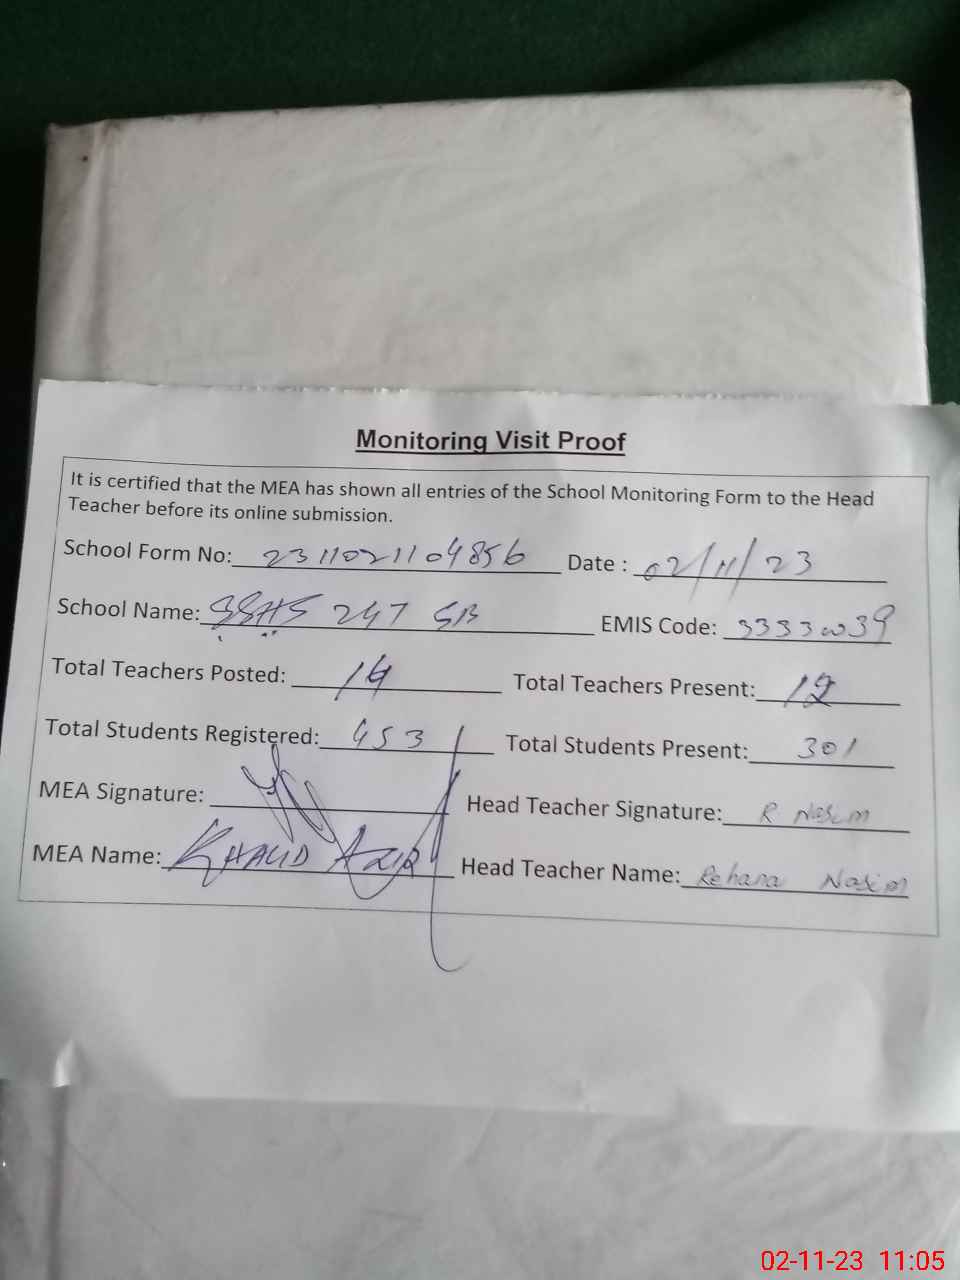 Monitoring Visit Proof
It is certified that the MEA has shown all entries of the School Monitoring Form to the Head
Teacher before its online submission.
School Form No: 2311021104856 Date : 02/11/23
School Name: GGHS 247 GB EMIS Code: 3333039
Total Teachers Posted: 14 Total Teachers Present: 12
Total Students Registered: 453 Total Students Present: 301
MEA Signature: Head Teacher Signature: R Nasim
MEA Name: KHALID Head Teacher Name: Rehana Nasim
02-11-23 11:05